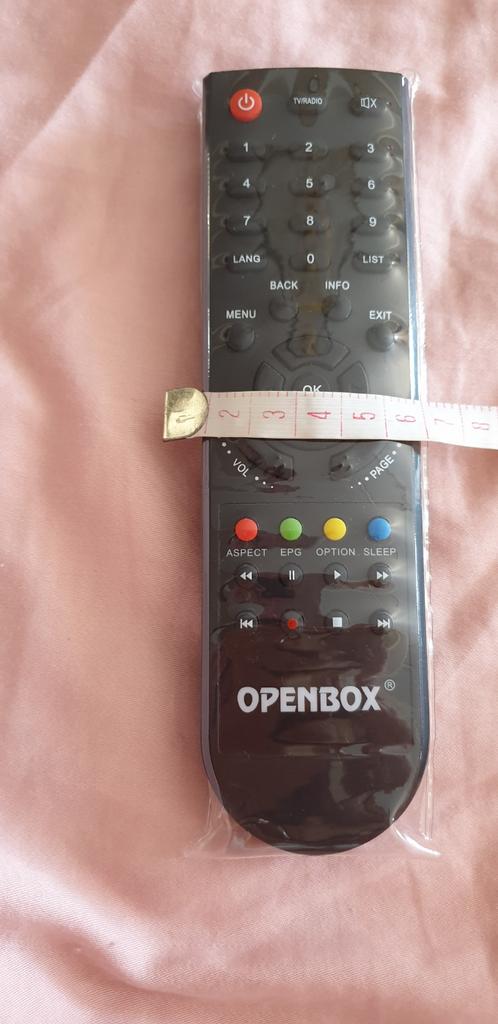 TV/RADIO
1 2 3
4 5 6
7 8 9
LANG 0 LIST
BACK INFO
MENU EXIT
OK
1 2 3 4 5 6 7 8
VOL PAGE
ASPECT EPG OPTION SLEEP
OPENBOX®